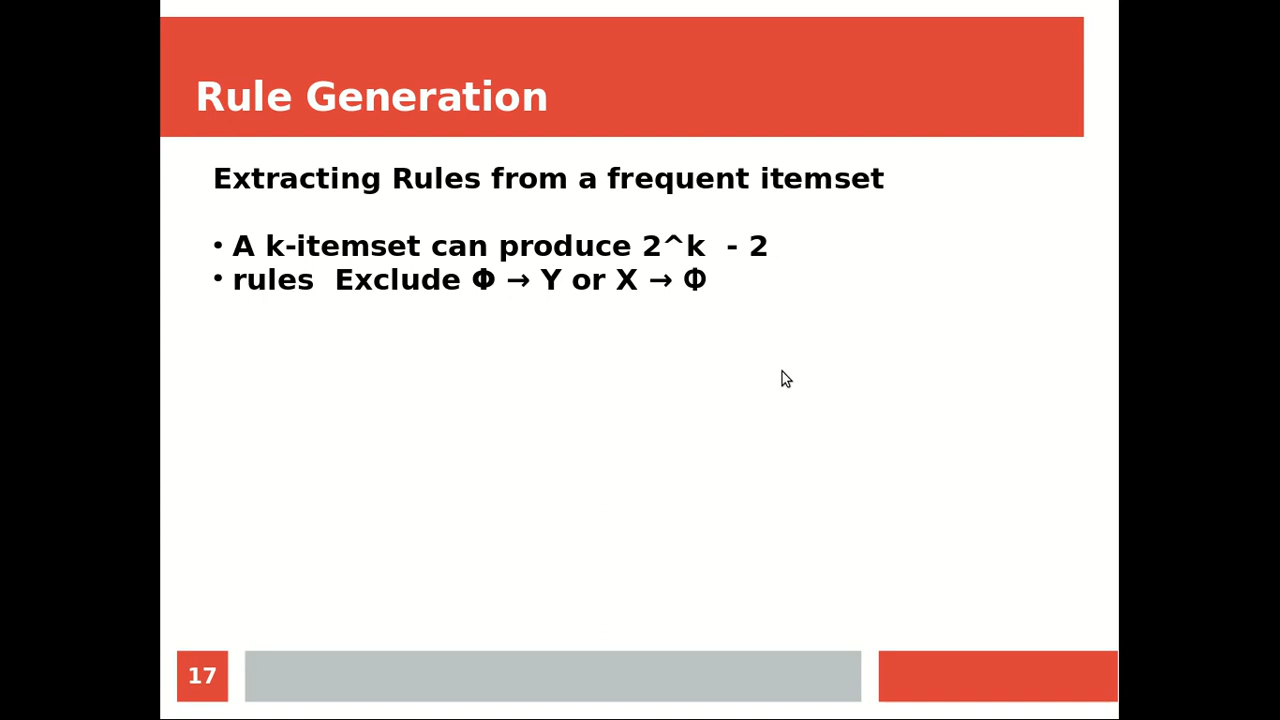 Rule Generation
Extracting Rules from a frequent itemset
• A k-itemset can produce 2^k  - 2
• rules  Exclude Φ → Y or X → Φ
17